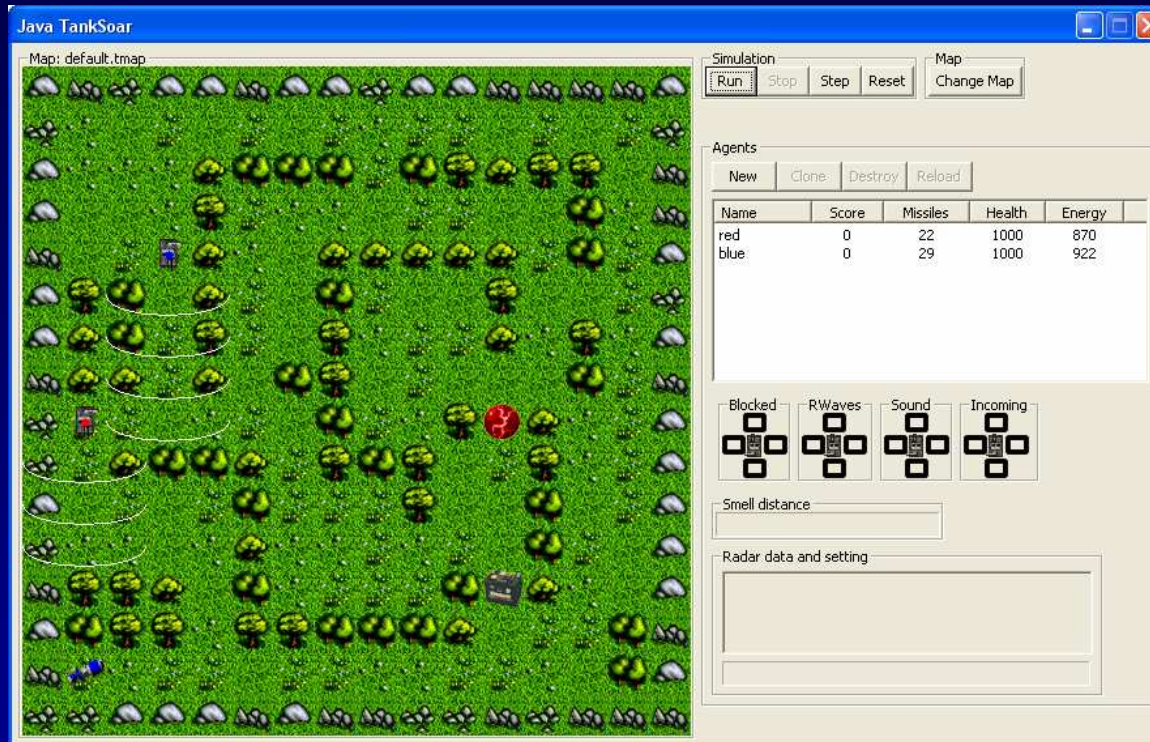 Java TankSoar
Map: default.tmap
Simulation
Run Stop Step Reset
Map
Change Map
Agents
New Clone Destroy Reload
Name Score Missiles Health Energy
red 0 22 1000 870
blue 0 29 1000 922
Blocked RWaves Sound Incoming
Smell distance
Radar data and setting